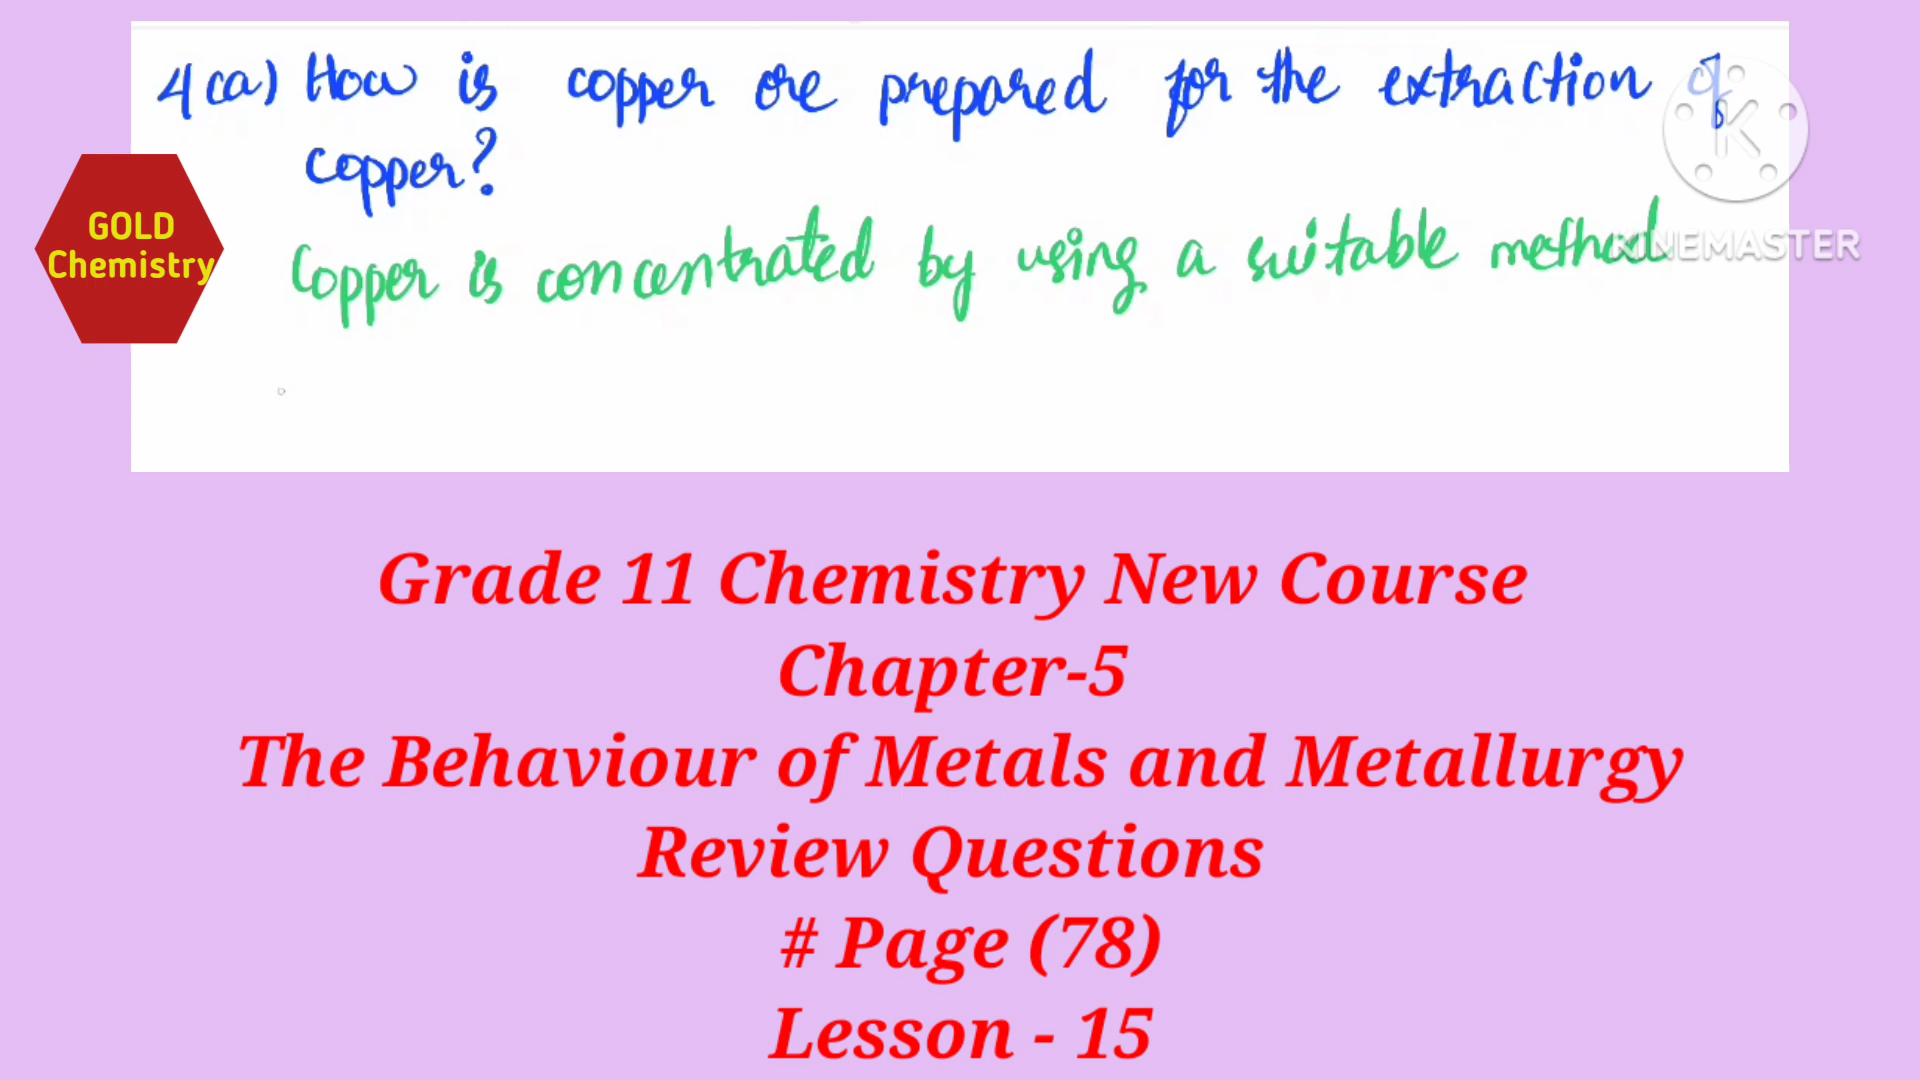 4(a) How is copper ore prepared for the extraction of
copper?
GOLD
Chemistry
Copper is concentrated by using a suitable method
KINEMASTER
Grade 11 Chemistry New Course
Chapter-5
The Behaviour of Metals and Metallurgy
Review Questions
# Page (78)
Lesson - 15